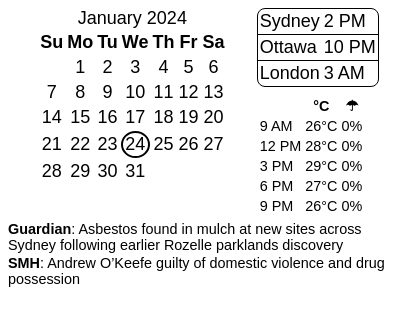 January 2024
Su Mo Tu We Th Fr Sa
1 2 3 4 5 6
7 8 9 10 11 12 13
14 15 16 17 18 19 20
21 22 23 24 25 26 27
28 29 30 31
Sydney 2 PM
Ottawa 10 PM
London 3 AM
°C ☂
9 AM 26°C 0%
12 PM 28°C 0%
3 PM 29°C 0%
6 PM 27°C 0%
9 PM 26°C 0%
Guardian: Asbestos found in mulch at new sites across
Sydney following earlier Rozelle parklands discovery
SMH: Andrew O’Keefe guilty of domestic violence and drug
possession